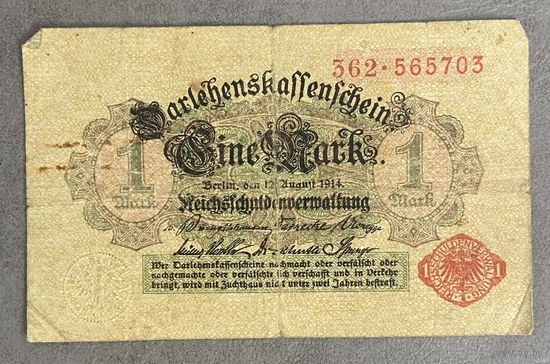 362·565703
Darlehenskassenschein
1 Eine Mark. 1
Mark Mark
Berlin, den 12. August 1914.
Reichsschuldenverwaltung
Wer Darlehenskassenscheine nachmacht oder verfälscht oder
nachgemachte oder verfälschte sich verschafft und in Verkehr
bringt, wird mit Zuchthaus nicht unter zwei Jahren bestraft.
REICHSSCHULDENVERWALTUNG
1